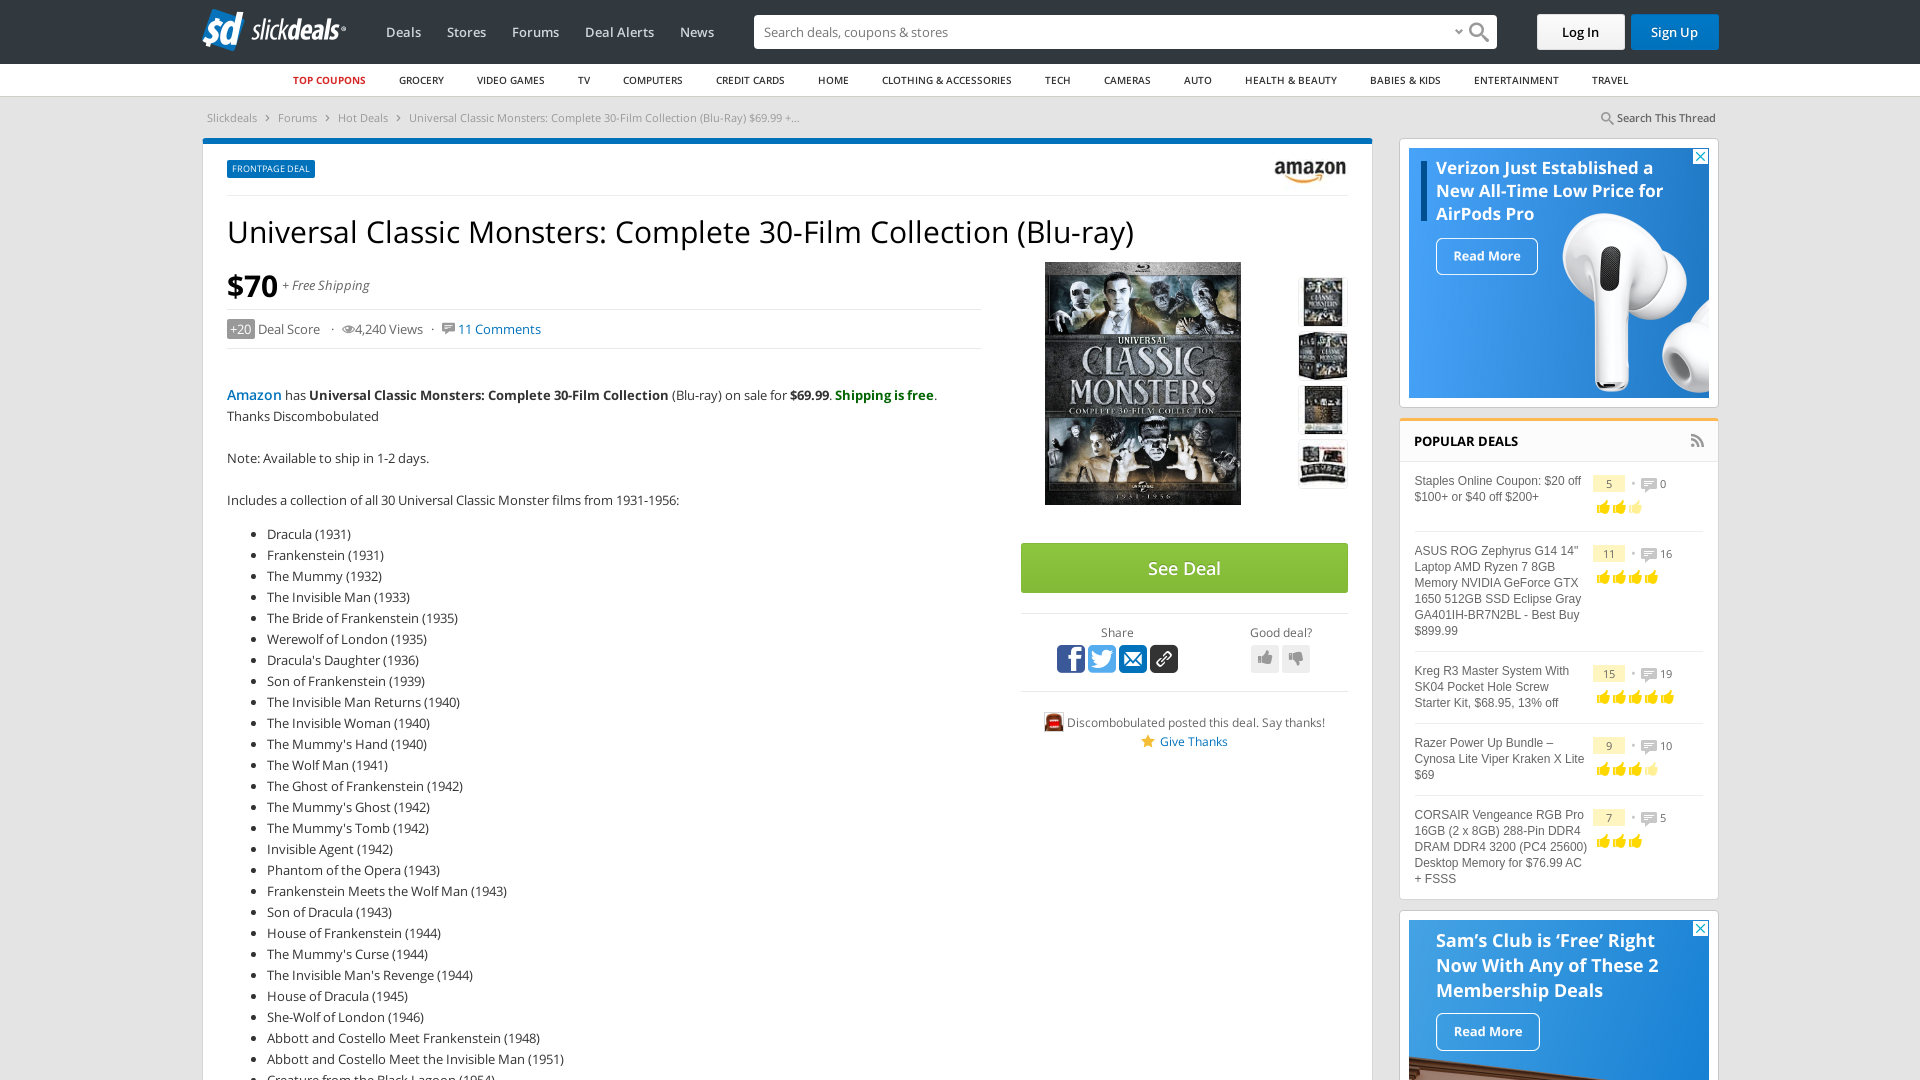 sd slickdeals
Deals
Stores
Forums
Deal Alerts
News
Search deals, coupons & stores
Log In
Sign Up
TOP COUPONS
GROCERY
VIDEO GAMES
TV
COMPUTERS
CREDIT CARDS
HOME
CLOTHING & ACCESSORIES
TECH
CAMERAS
AUTO
HEALTH & BEAUTY
BABIES & KIDS
ENTERTAINMENT
TRAVEL
Slickdeals › Forums › Hot Deals › Universal Classic Monsters: Complete 30-Film Collection (Blu-Ray) $69.99 +...
Search This Thread
FRONTPAGE DEAL
amazon
Universal Classic Monsters: Complete 30-Film Collection (Blu-ray)
$70 + Free Shipping
+20 Deal Score · 4,240 Views · 11 Comments
Amazon has Universal Classic Monsters: Complete 30-Film Collection (Blu-ray) on sale for $69.99. Shipping is free.
Thanks Discombobulated
Note: Available to ship in 1-2 days.
Includes a collection of all 30 Universal Classic Monster films from 1931-1956:
Dracula (1931)
Frankenstein (1931)
The Mummy (1932)
The Invisible Man (1933)
The Bride of Frankenstein (1935)
Werewolf of London (1935)
Dracula's Daughter (1936)
Son of Frankenstein (1939)
The Invisible Man Returns (1940)
The Invisible Woman (1940)
The Mummy's Hand (1940)
The Wolf Man (1941)
The Ghost of Frankenstein (1942)
The Mummy's Ghost (1942)
The Mummy's Tomb (1942)
Invisible Agent (1942)
Phantom of the Opera (1943)
Frankenstein Meets the Wolf Man (1943)
Son of Dracula (1943)
House of Frankenstein (1944)
The Mummy's Curse (1944)
The Invisible Man's Revenge (1944)
House of Dracula (1945)
She-Wolf of London (1946)
Abbott and Costello Meet Frankenstein (1948)
Abbott and Costello Meet the Invisible Man (1951)
Creature from the Black Lagoon (1954)
UNIVERSAL
CLASSIC
MONSTERS
COMPLETE 30-FILM COLLECTION
1931-1956
See Deal
Share
Good deal?
Discombobulated posted this deal. Say thanks!
Give Thanks
Verizon Just Established a
New All-Time Low Price for
AirPods Pro
Read More
POPULAR DEALS
Staples Online Coupon: $20 off
$100+ or $40 off $200+
5 • 0
ASUS ROG Zephyrus G14 14"
Laptop AMD Ryzen 7 8GB
Memory NVIDIA GeForce GTX
1650 512GB SSD Eclipse Gray
GA401IH-BR7N2BL - Best Buy
$899.99
11 • 16
Kreg R3 Master System With
SK04 Pocket Hole Screw
Starter Kit, $68.95, 13% off
15 • 19
Razer Power Up Bundle –
Cynosa Lite Viper Kraken X Lite
$69
9 • 10
CORSAIR Vengeance RGB Pro
16GB (2 x 8GB) 288-Pin DDR4
DRAM DDR4 3200 (PC4 25600)
Desktop Memory for $76.99 AC
+ FSSS
7 • 5
Sam's Club is ‘Free’ Right
Now With Any of These 2
Membership Deals
Read More